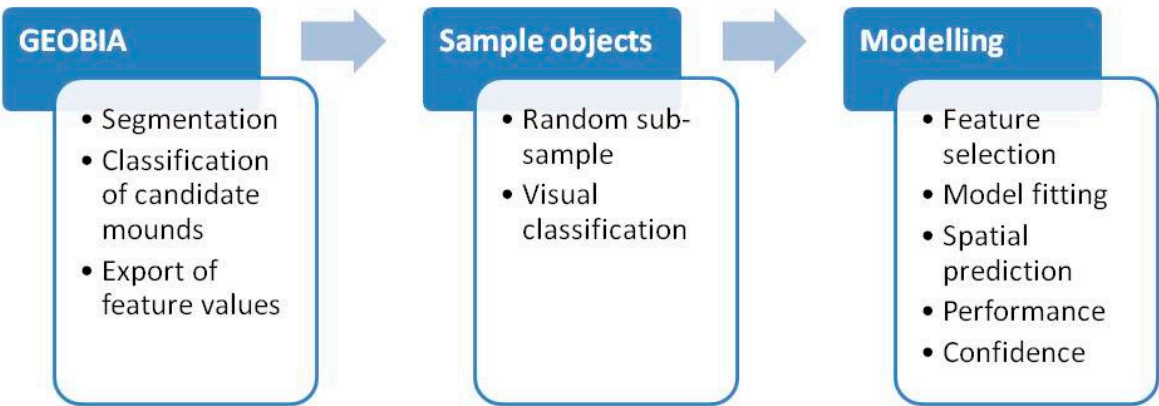 GEOBIA
• Segmentation
• Classification
of candidate
mounds
• Export of
feature values
Sample objects
• Random sub-
sample
• Visual
classification
Modelling
• Feature
selection
• Model fitting
• Spatial
prediction
• Performance
• Confidence